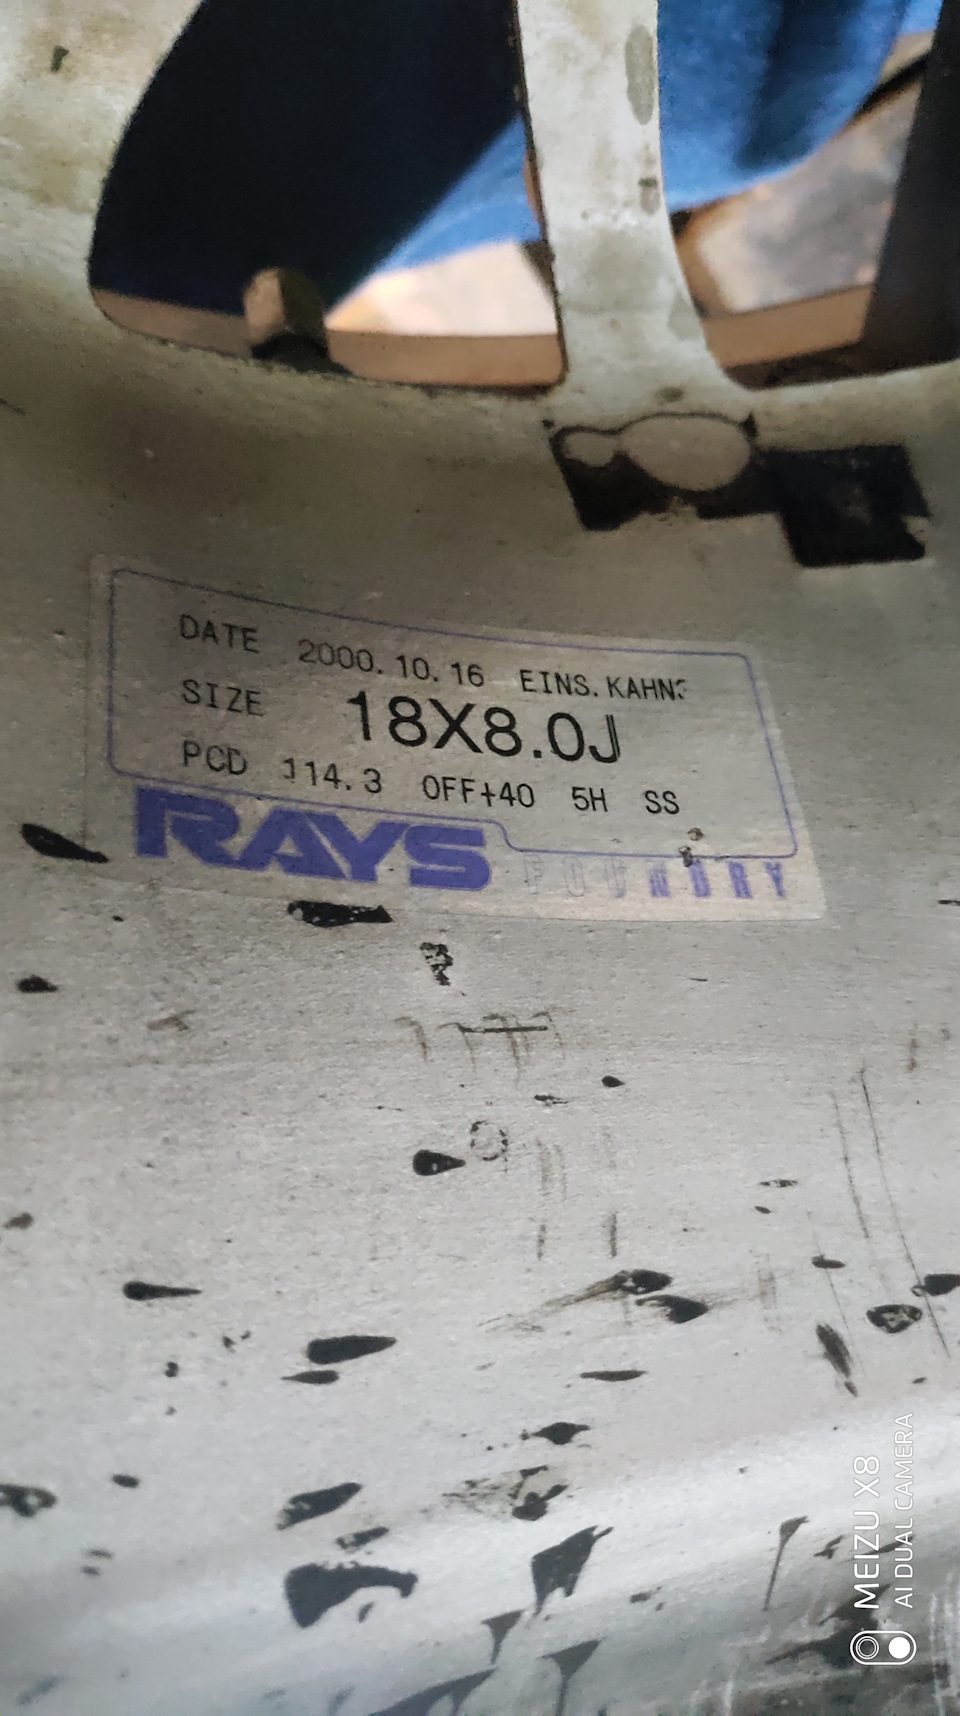 DATE 2000.10.16 EINS.KAHN
SIZE 18X8.0J
PCD 114.3 OFF+40 5H SS
RAYS FOUNDRY
MEIZU X8
AI DUAL CAMERA